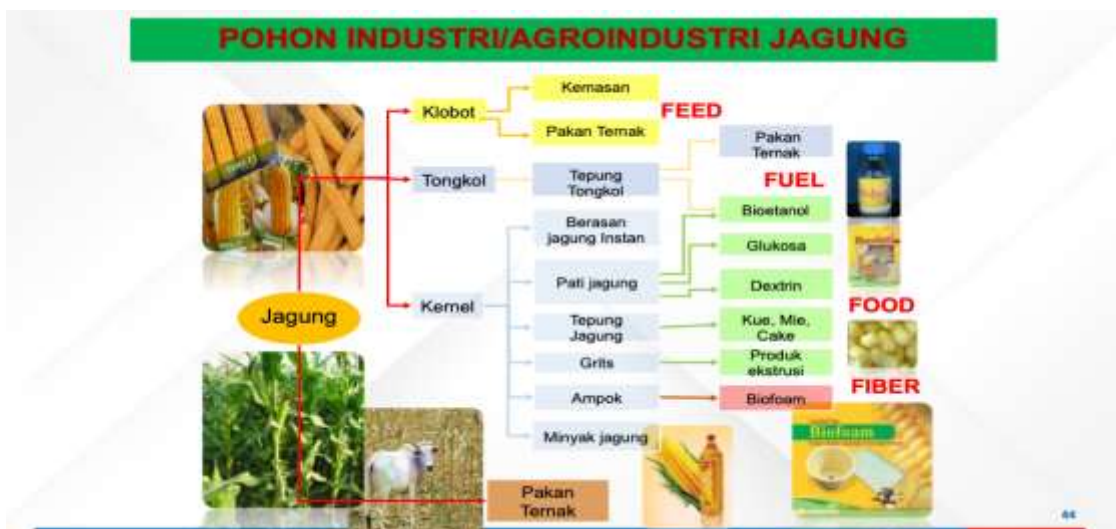 POHON INDUSTRI/AGROINDUSTRI JAGUNG
Klobot
Kemasan
FEED
Pakan Ternak
Pakan
Ternak
Tongkol
Tepung
Tongkol
FUEL
Bioetanol
Berasan
jagung Instan
Glukosa
Pati jagung
Dextrin
Kernel
FOOD
Jagung
Tepung
Jagung
Kue, Mie,
Cake
Grits
Produk
ekstrusi
FIBER
Ampok
Biofoam
Minyak jagung
Biofoam
Pakan
Ternak